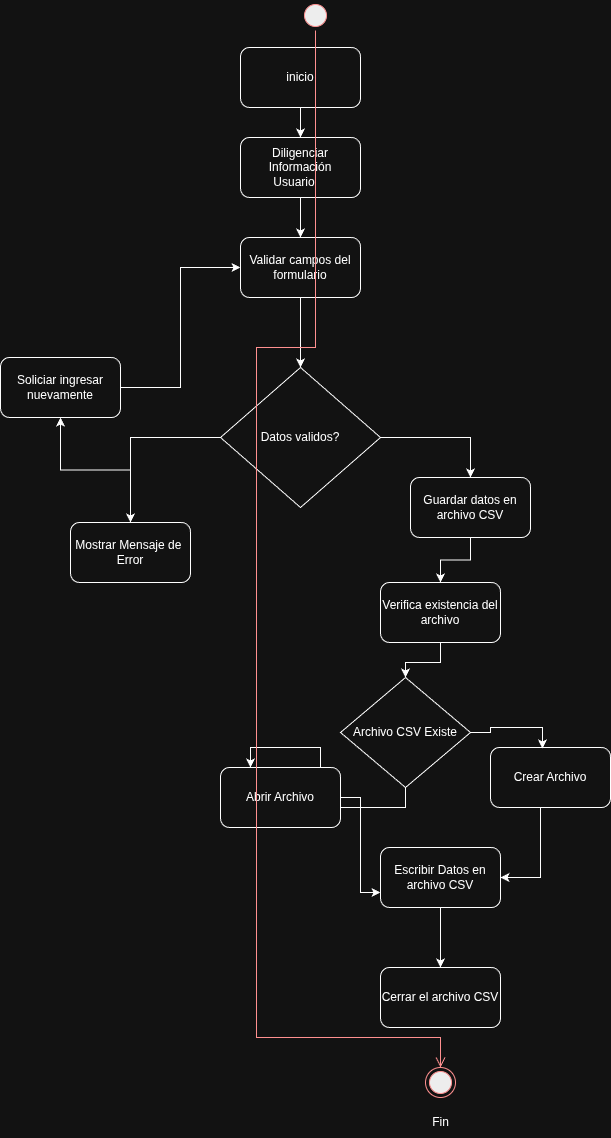 inicio
Diligenciar
Información
Usuario
Validar campos del
formulario
Soliciar ingresar
nuevamente
Datos validos?
Guardar datos en
archivo CSV
Mostrar Mensaje de
Error
Verifica existencia del
archivo
Archivo CSV Existe
Abrir Archivo
Crear Archivo
Escribir Datos en
archivo CSV
Cerrar el archivo CSV
Fin